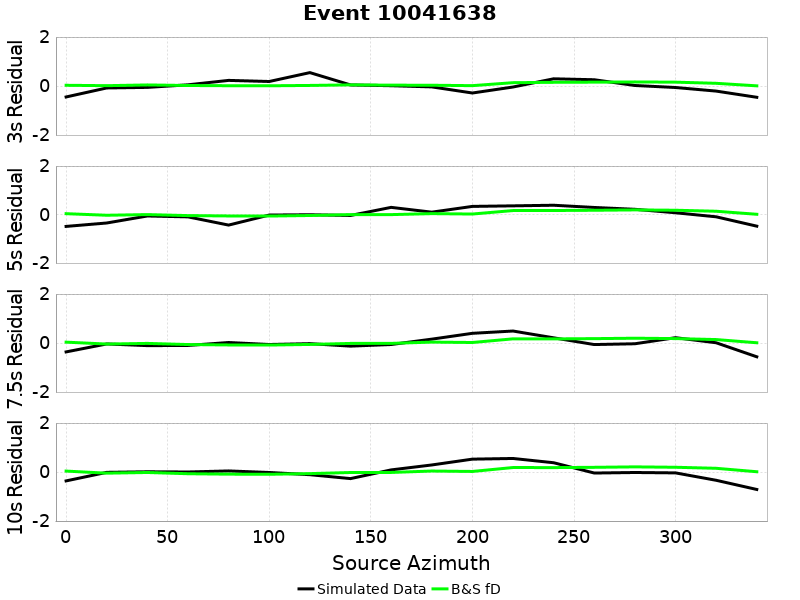 Event 10041638
3s Residual
2
0
-2
5s Residual
2
0
-2
7.5s Residual
2
0
-2
10s Residual
2
0
-2
0 50 100 150 200 250 300
Source Azimuth
Simulated Data B&S fD